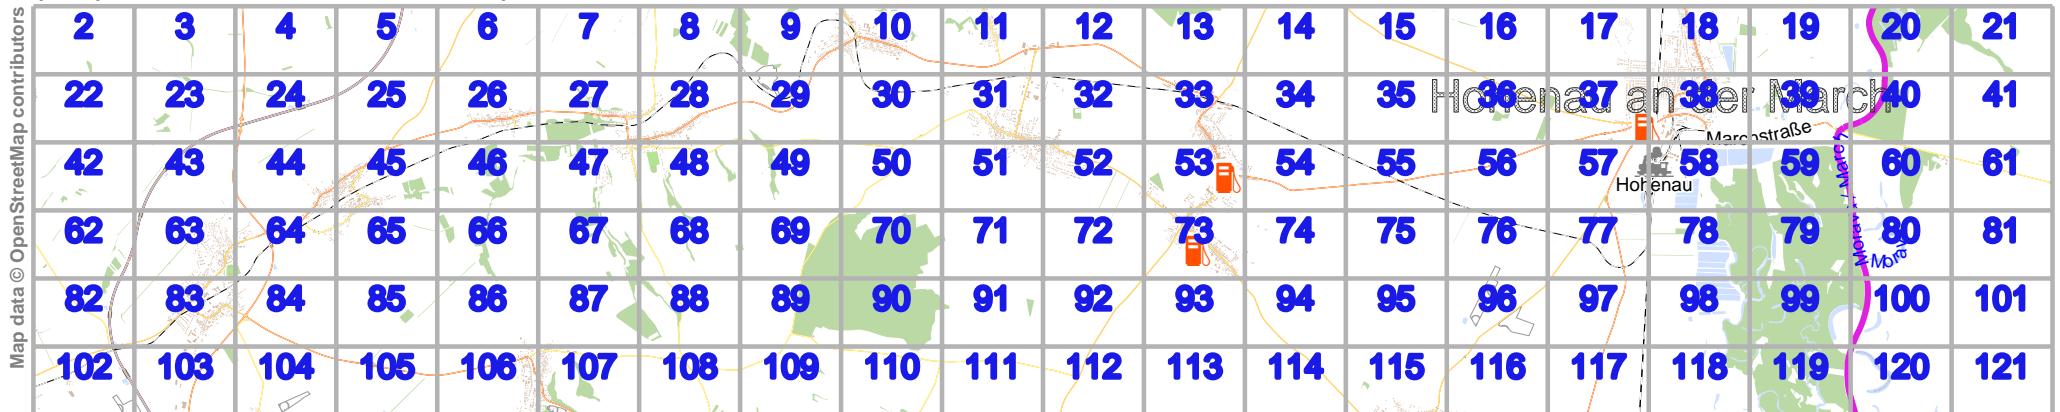 Map data © OpenStreetMap contributors
2 3 4 5 6 7 8 9 10 11 12 13 14 15 16 17 18 19 20 21
22 23 24 25 26 27 28 29 30 31 32 33 34 35 36 37 38 39 40 41
Hohenau an der March
Marchstraße
42 43 44 45 46 47 48 49 50 51 52 53 54 55 56 57 58 59 60 61
Hohenau
Morava / March
62 63 64 65 66 67 68 69 70 71 72 73 74 75 76 77 78 79 80 81
82 83 84 85 86 87 88 89 90 91 92 93 94 95 96 97 98 99 100 101
102 103 104 105 106 107 108 109 110 111 112 113 114 115 116 117 118 119 120 121